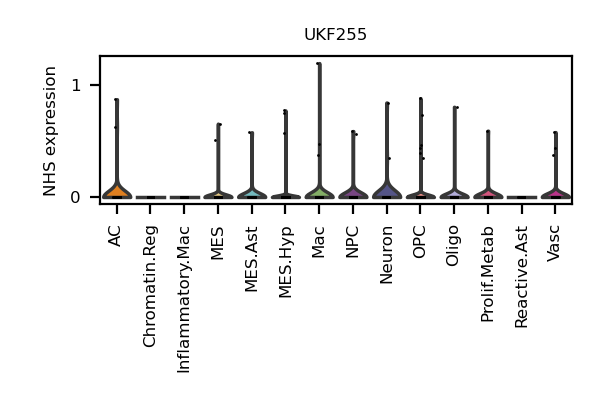 UKF255
NHS expression
1
0
AC
Chromatin.Reg
Inflammatory.Mac
MES
MES.Ast
MES.Hyp
Mac
NPC
Neuron
OPC
Oligo
Prolif.Metab
Reactive.Ast
Vasc